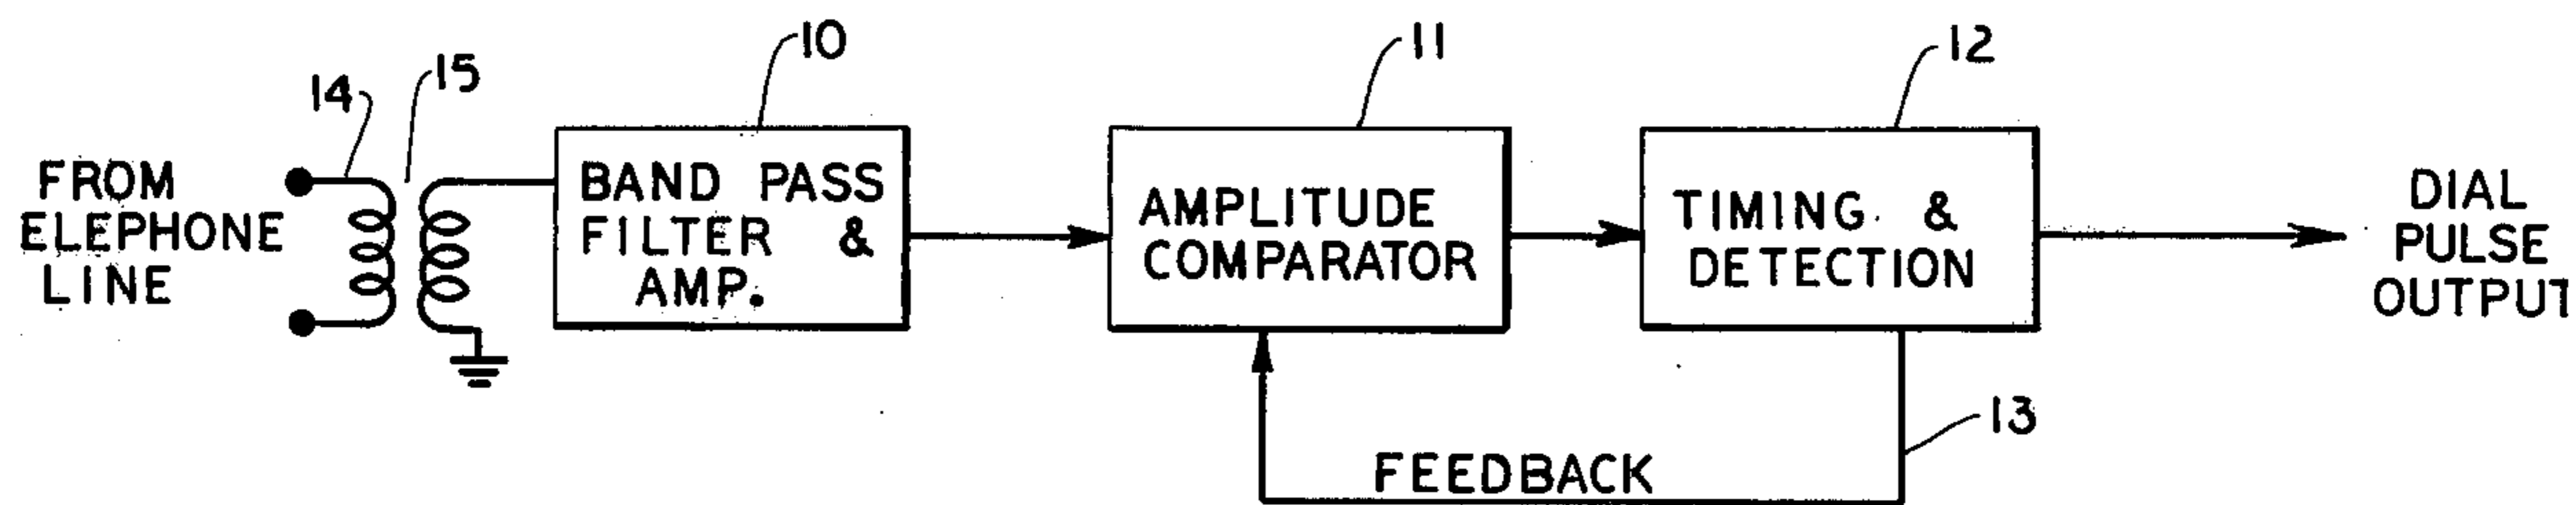 10
11
12
14
15
FROM
ELEPHONE
LINE
BAND PASS
FILTER &
AMP.
AMPLITUDE
COMPARATOR
TIMING &
DETECTION
DIAL
PULSE
OUTPUT
13
FEEDBACK